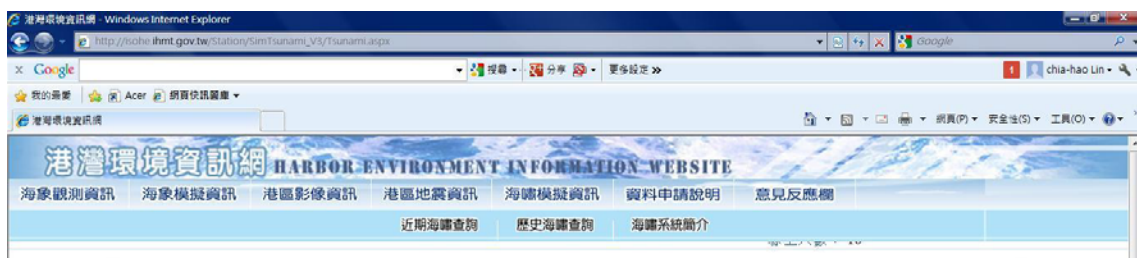 港灣環境資訊網 - Windows Internet Explorer
http://isohe.ihmt.gov.tw/Station/SimTsunami_V3/Tsunami.aspx
Google
x Google 搜尋 分享 更多設定 » 1 chia-hao Lin
我的最愛 Acer 網頁快訊圖庫
港灣環境資訊網 網頁(P) 安全性(S) 工具(O)
港灣環境資訊網 HARBOR ENVIRONMENT INFORMATION WEBSITE
海象觀測資訊 海象模擬資訊 港區影像資訊 港區地震資訊 海嘯模擬資訊 資料申請說明 意見反應欄
近期海嘯查詢 歷史海嘯查詢 海嘯系統簡介